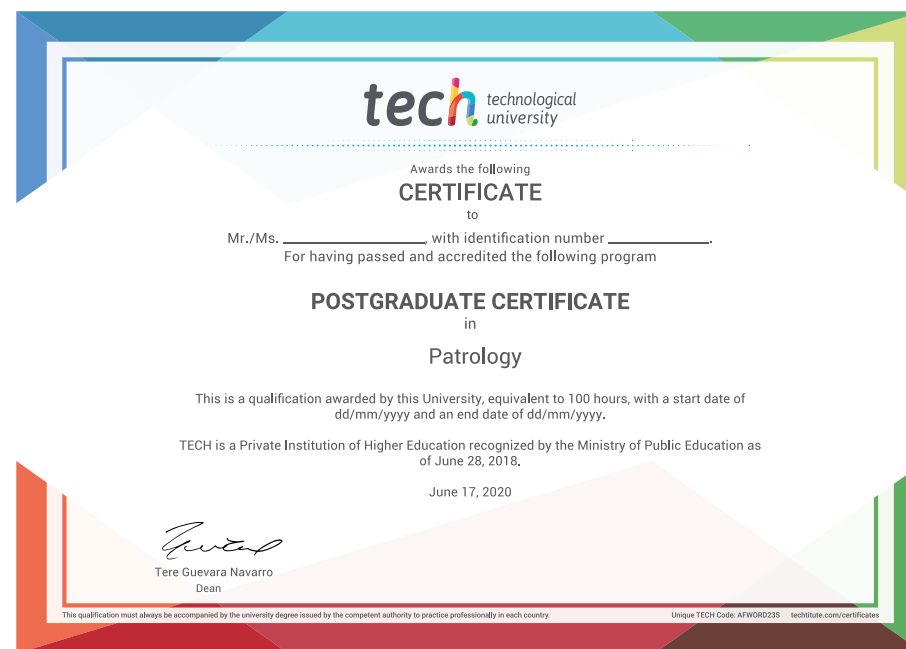 tech technological
university
Awards the following
CERTIFICATE
to
Mr./Ms. ____________, with identification number ____________.
For having passed and accredited the following program
POSTGRADUATE CERTIFICATE
in
Patrology
This is a qualification awarded by this University, equivalent to 100 hours, with a start date of
dd/mm/yyyy and an end date of dd/mm/yyyy.
TECH is a Private Institution of Higher Education recognized by the Ministry of Public Education as
of June 28, 2018.
June 17, 2020
Tere Guevara Navarro
Dean
This qualification must always be accompanied by the university degree issued by the competent authority to practice professionally in each country.
Unique TECH Code: AFWORD23S techtitute.com/certificates